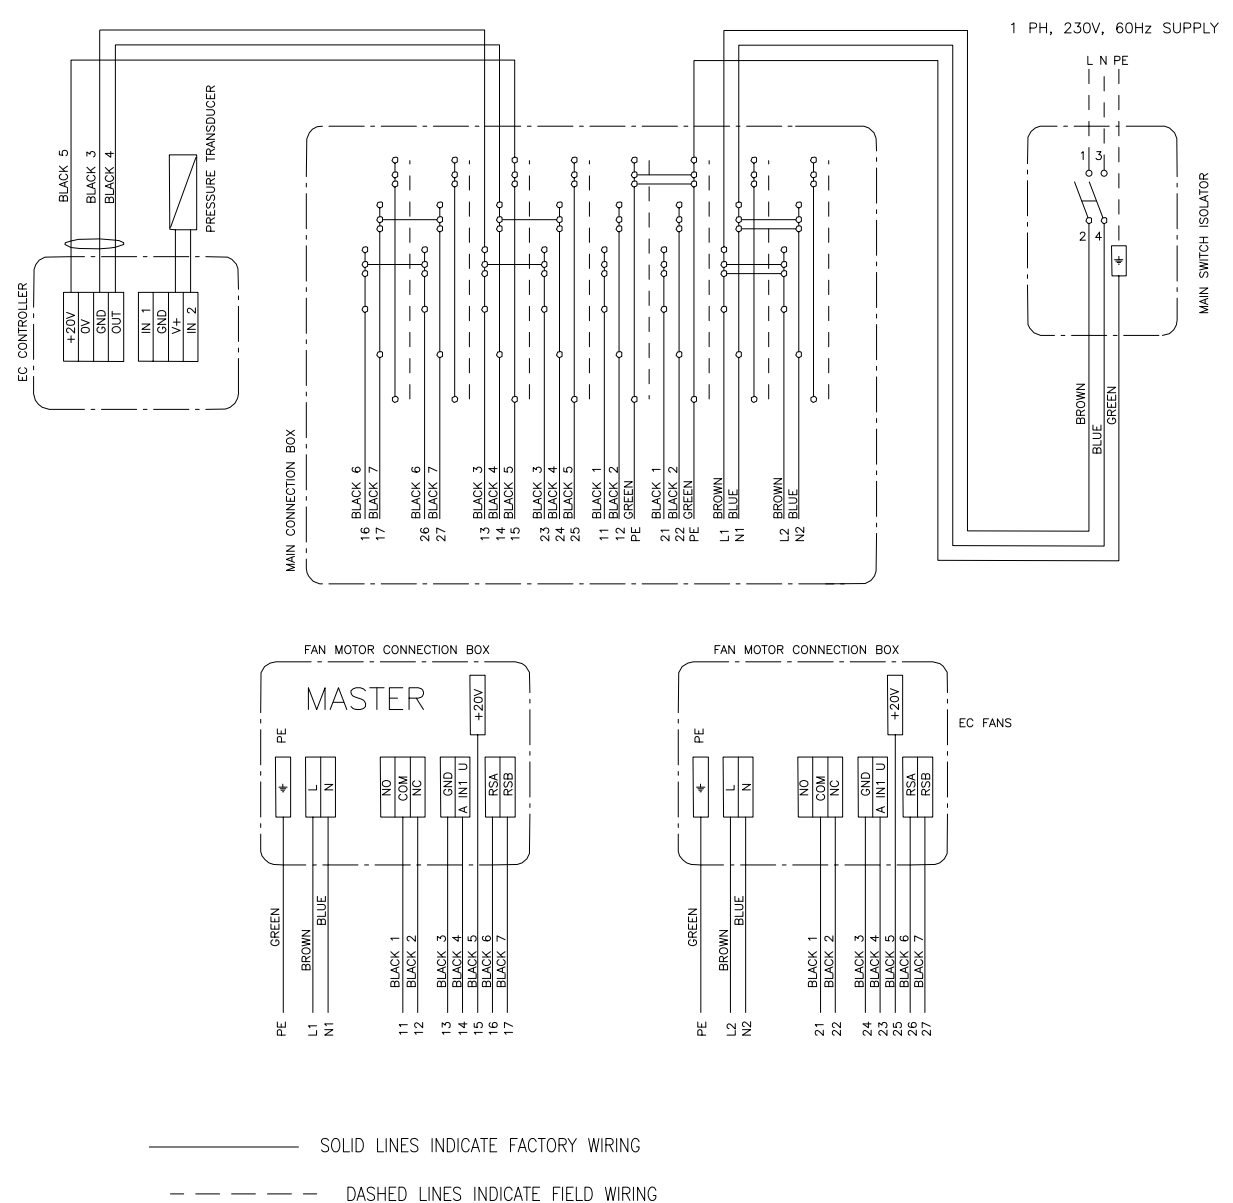 1 PH, 230V, 60Hz SUPPLY
L N PE
BLACK 5
BLACK 3
BLACK 4
PRESSURE TRANSDUCER
1 3
2 4
MAIN SWITCH ISOLATOR
EC CONTROLLER
+20V
0V
GND
OUT
IN 1
GND
V+
IN 2
BROWN
BLUE
GREEN
MAIN CONNECTION BOX
BLACK 6
BLACK 7
BLACK 6
BLACK 7
BLACK 3
BLACK 4
BLACK 5
BLACK 3
BLACK 4
BLACK 5
BLACK 1
BLACK 2
GREEN
BLACK 1
BLACK 2
GREEN
BROWN
BLUE
BROWN
BLUE
16
17
26
27
13
14
15
23
24
25
11
12
PE
21
22
PE
L1
N1
L2
N2
FAN MOTOR CONNECTION BOX
MASTER
PE
L
N
NO
COM
NC
GND
A IN1 U
+20V
RSA
RSB
GREEN
BROWN
BLUE
BLACK 1
BLACK 2
BLACK 3
BLACK 4
BLACK 5
BLACK 6
BLACK 7
PE
L1
N1
11
12
13
14
15
16
17
FAN MOTOR CONNECTION BOX
EC FANS
PE
L
N
NO
COM
NC
GND
A IN1 U
+20V
RSA
RSB
GREEN
BROWN
BLUE
BLACK 1
BLACK 2
BLACK 3
BLACK 4
BLACK 5
BLACK 6
BLACK 7
PE
L2
N2
21
22
24
23
25
26
27
SOLID LINES INDICATE FACTORY WIRING
DASHED LINES INDICATE FIELD WIRING